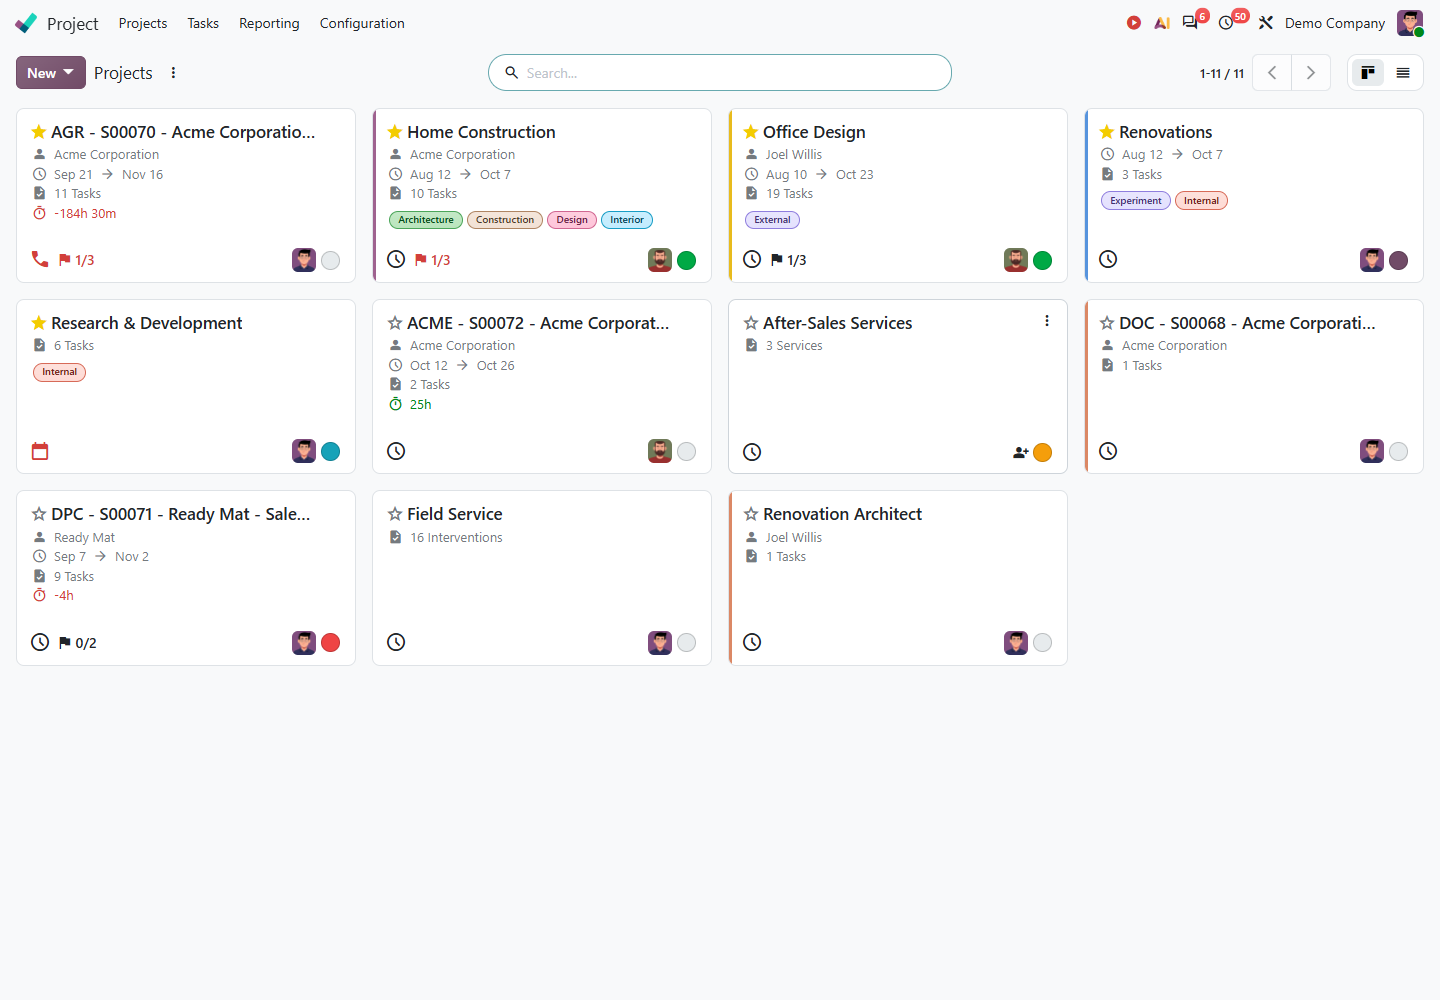 Project Projects Tasks Reporting Configuration 6 50 Demo Company
New Projects Search... 1-11 / 11
AGR - S00070 - Acme Corporatio...
Acme Corporation
Sep 21 → Nov 16
11 Tasks
-184h 30m
1/3
Home Construction
Acme Corporation
Aug 12 → Oct 7
10 Tasks
Architecture Construction Design Interior
1/3
Office Design
Joel Willis
Aug 10 → Oct 23
19 Tasks
External
1/3
Renovations
Aug 12 → Oct 7
3 Tasks
Experiment Internal
Research & Development
6 Tasks
Internal
ACME - S00072 - Acme Corporat...
Acme Corporation
Oct 12 → Oct 26
2 Tasks
25h
After-Sales Services
3 Services
DOC - S00068 - Acme Corporati...
Acme Corporation
1 Tasks
DPC - S00071 - Ready Mat - Sale...
Ready Mat
Sep 7 → Nov 2
9 Tasks
-4h
0/2
Field Service
16 Interventions
Renovation Architect
Joel Willis
1 Tasks